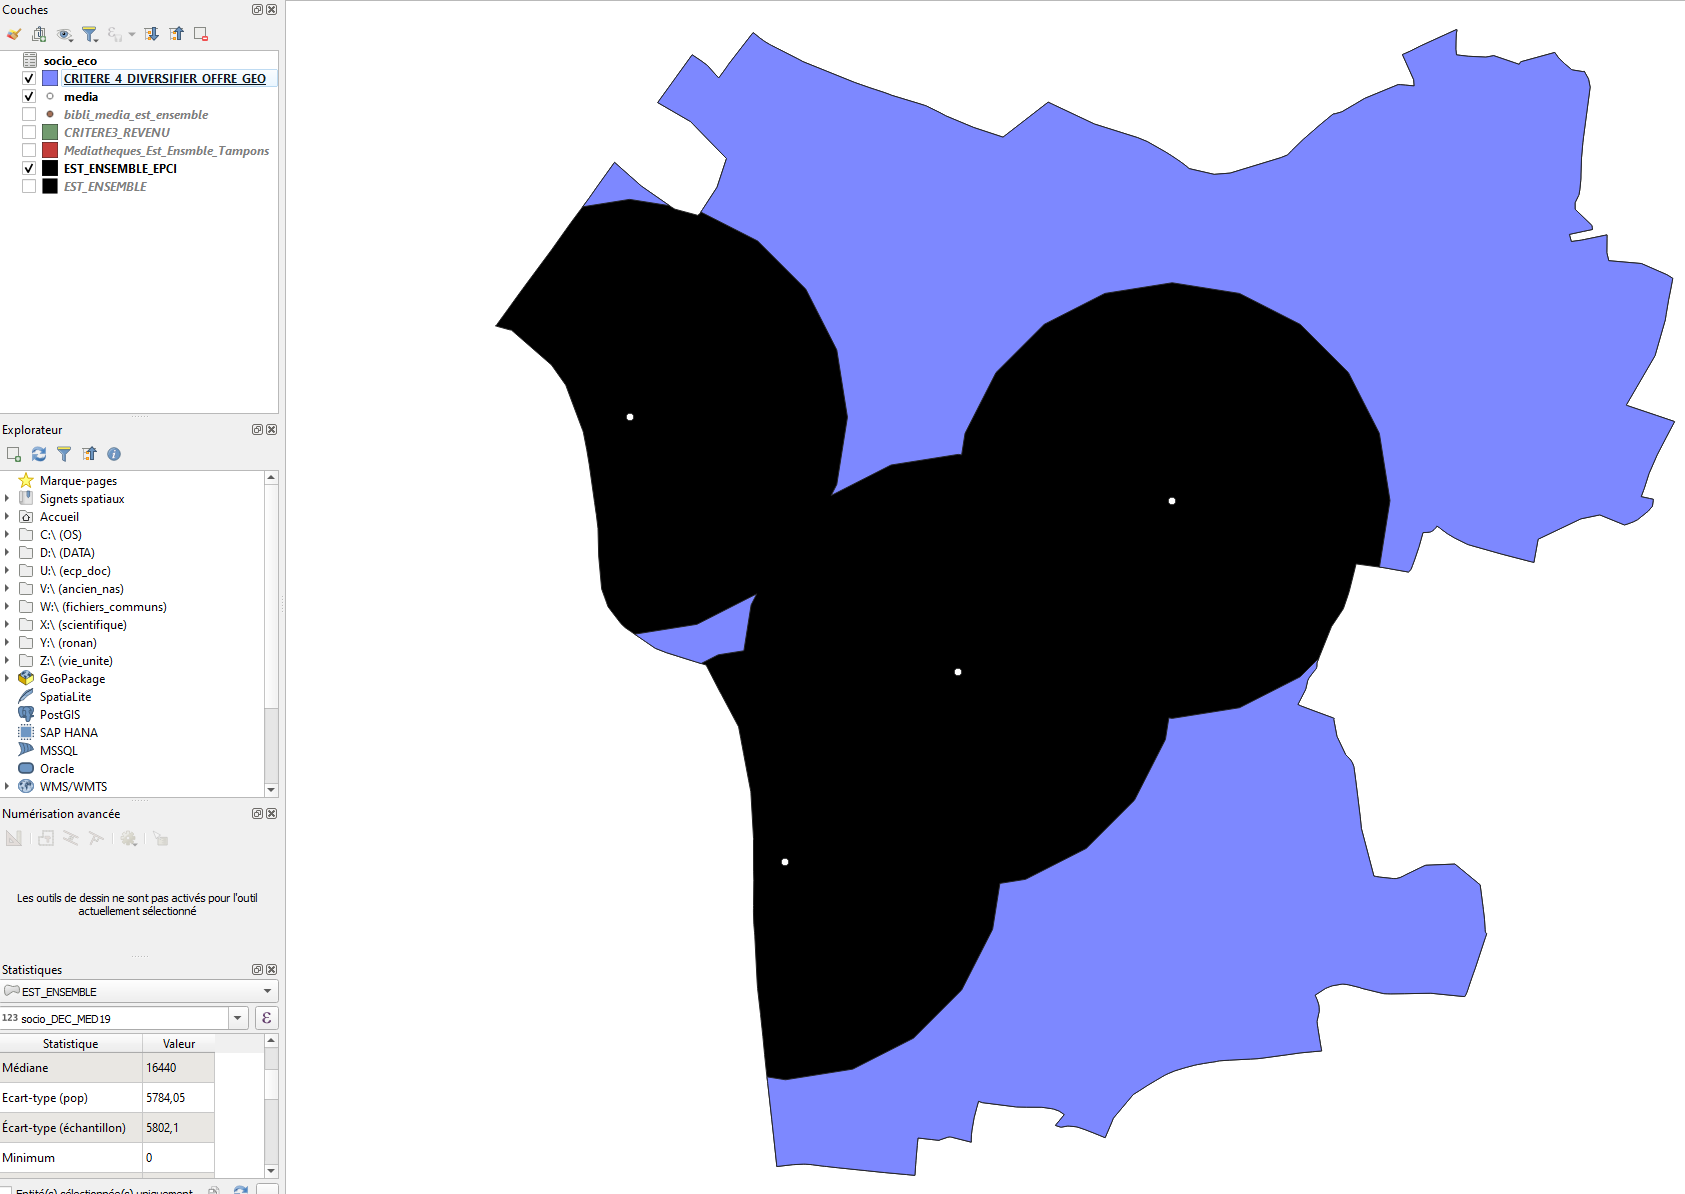 Couches
socio_eco
CRITERE_4_DIVERSIFIER_OFFRE_GEO
media
bibli_media_est_ensemble
CRITERE3_REVENU
Mediatheques_Est_Ensmble_Tampons
EST_ENSEMBLE_EPCI
EST_ENSEMBLE
Explorateur
Marque-pages
Signets spatiaux
Accueil
C:\ (OS)
D:\ (DATA)
U:\ (ecp_doc)
V:\ (ancien_nas)
W:\ (fichiers_communs)
X:\ (scientifique)
Y:\ (ronan)
Z:\ (vie_unite)
GeoPackage
SpatiaLite
PostGIS
SAP HANA
MSSQL
Oracle
WMS/WMTS
Numérisation avancée
Les outils de dessin ne sont pas activés pour l'outil
actuellement sélectionné
Statistiques
EST_ENSEMBLE
123 socio_DEC_MED19 ε
Statistique Valeur
Médiane 16440
Ecart-type (pop) 5784,05
Écart-type (échantillon) 5802,1
Minimum 0
Entité(s) sélectionnée(s) uniquement